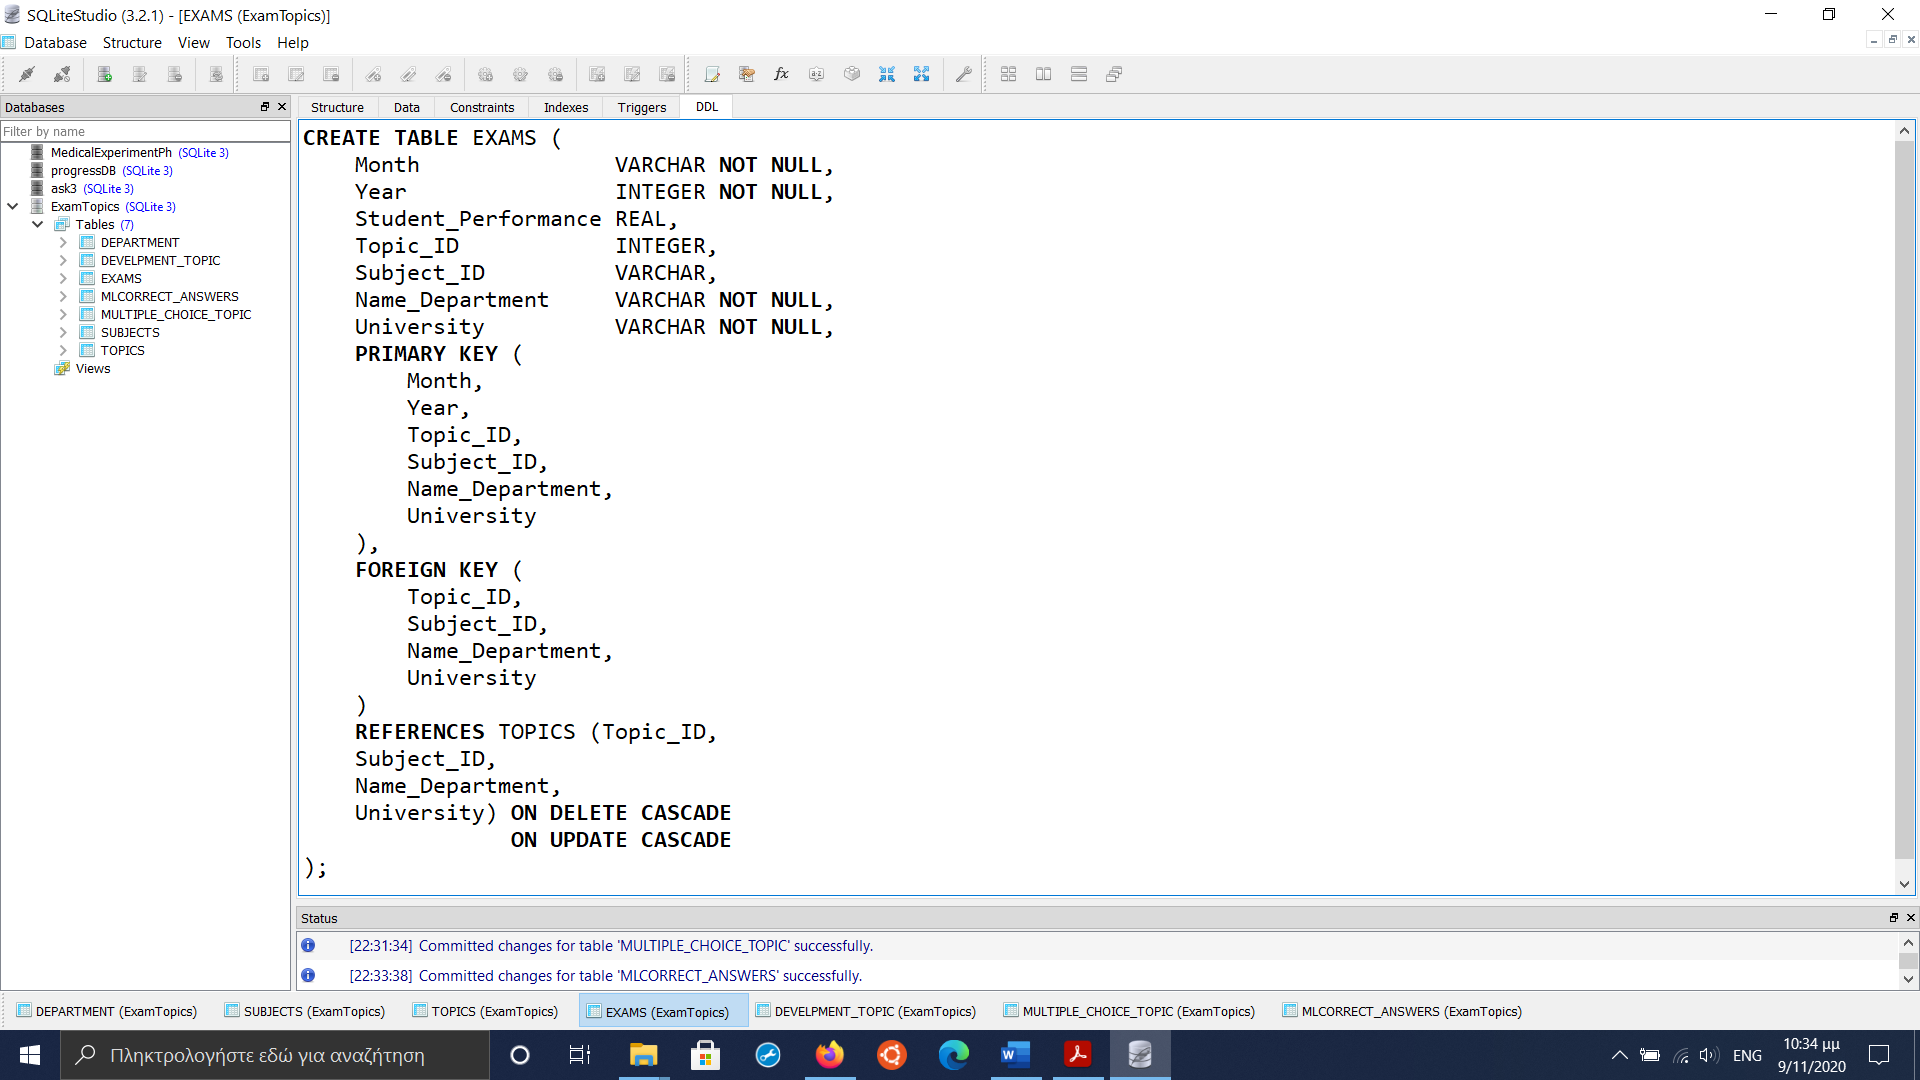 SQLiteStudio (3.2.1) - [EXAMS (ExamTopics)]
Database Structure View Tools Help
Databases
Filter by name
MedicalExperimentPh (SQLite 3)
progressDB (SQLite 3)
ask3 (SQLite 3)
ExamTopics (SQLite 3)
Tables (7)
DEPARTMENT
DEVELPMENT_TOPIC
EXAMS
MLCORRECT_ANSWERS
MULTIPLE_CHOICE_TOPIC
SUBJECTS
TOPICS
Views
Structure Data Constraints Indexes Triggers DDL
CREATE TABLE EXAMS (
Month VARCHAR NOT NULL,
Year INTEGER NOT NULL,
Student_Performance REAL,
Topic_ID INTEGER,
Subject_ID VARCHAR,
Name_Department VARCHAR NOT NULL,
University VARCHAR NOT NULL,
PRIMARY KEY (
Month,
Year,
Topic_ID,
Subject_ID,
Name_Department,
University
),
FOREIGN KEY (
Topic_ID,
Subject_ID,
Name_Department,
University
)
REFERENCES TOPICS (Topic_ID,
Subject_ID,
Name_Department,
University) ON DELETE CASCADE
ON UPDATE CASCADE
);
Status
[22:31:34] Committed changes for table 'MULTIPLE_CHOICE_TOPIC' successfully.
[22:33:38] Committed changes for table 'MLCORRECT_ANSWERS' successfully.
DEPARTMENT (ExamTopics) SUBJECTS (ExamTopics) TOPICS (ExamTopics) EXAMS (ExamTopics) DEVELPMENT_TOPIC (ExamTopics) MULTIPLE_CHOICE_TOPIC (ExamTopics) MLCORRECT_ANSWERS (ExamTopics)
Πληκτρολογήστε εδώ για αναζήτηση
ENG
10:34 μμ
9/11/2020